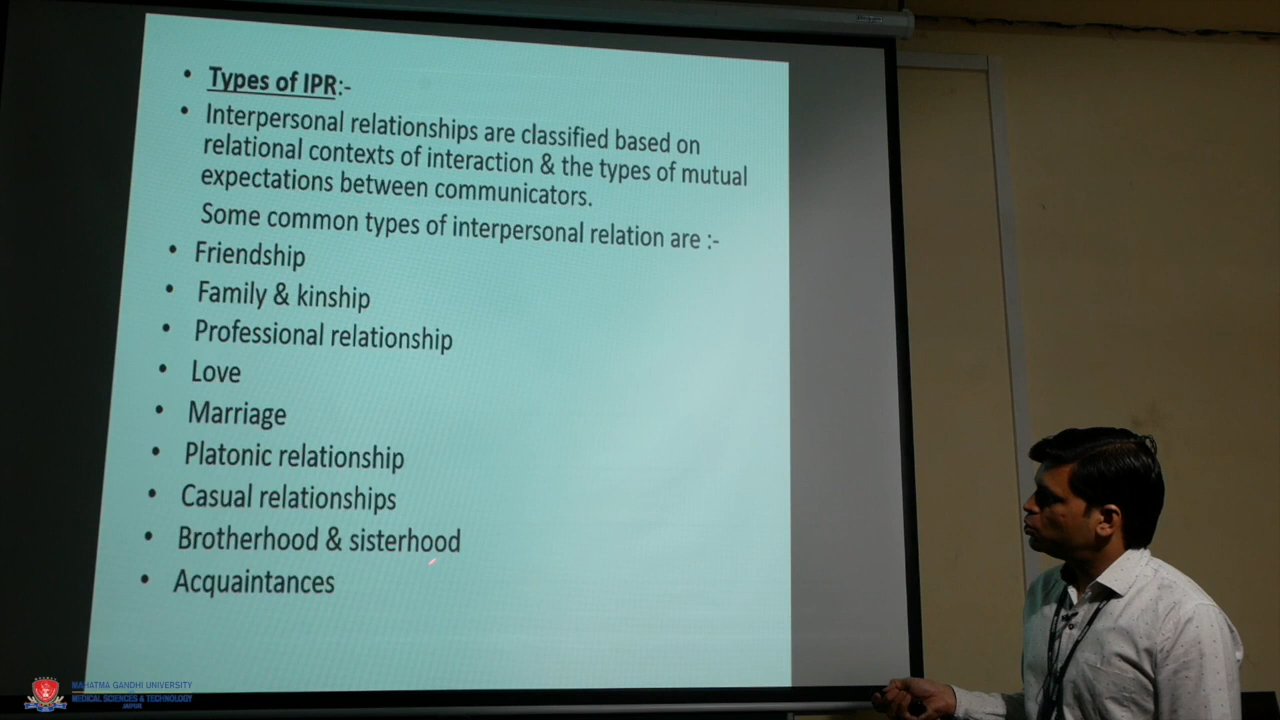 • Types of IPR:-
• Interpersonal relationships are classified based on
relational contexts of interaction & the types of mutual
expectations between communicators.
Some common types of interpersonal relation are :-
• Friendship
• Family & kinship
• Professional relationship
• Love
• Marriage
• Platonic relationship
• Casual relationships
• Brotherhood & sisterhood
• Acquaintances
MAHATMA GANDHI UNIVERSITY
MEDICAL SCIENCES & TECHNOLOGY
JAIPUR